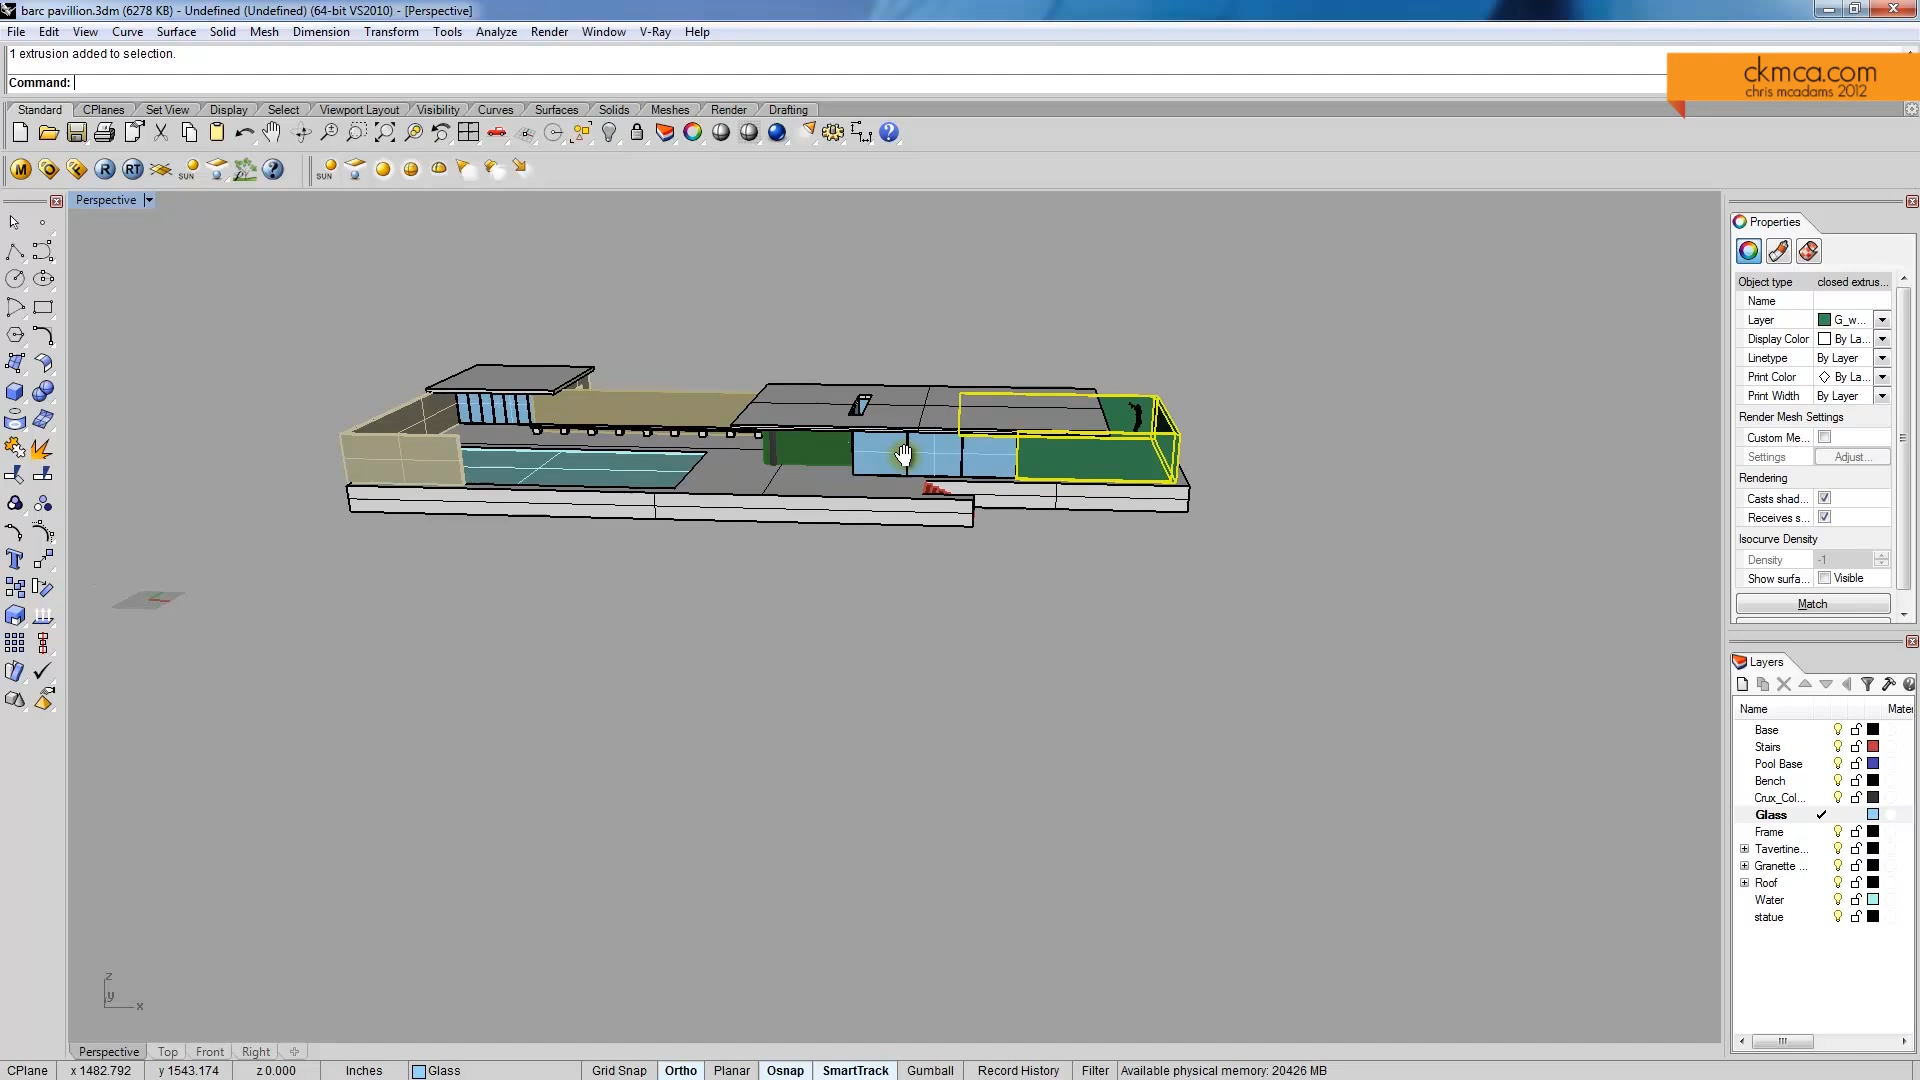 barc pavillion.3dm (6278 KB) - Undefined (Undefined) (64-bit VS2010) - [Perspective]
File Edit View Curve Surface Solid Mesh Dimension Transform Tools Analyze Render Window V-Ray Help
1 extrusion added to selection.
Command:
ckmca.com
chris mcadams 2012
Standard CPlanes Set View Display Select Viewport Layout Visibility Curves Surfaces Solids Meshes Render Drafting
M O F R RT SUN SUN
Perspective
Properties
Object type closed extrus...
Name
Layer G_w...
Display Color By La...
Linetype By Layer
Print Color By La...
Print Width By Layer
Render Mesh Settings
Custom Me...
Settings Adjust...
Rendering
Casts shad...
Receives s...
Isocurve Density
Density -1
Show surfa... Visible
Match
Layers
Name Mater
Base
Stairs
Pool Base
Bench
Crux_Col...
Glass
Frame
Tavertine...
Granette ...
Roof
Water
statue
z
y x
Perspective Top Front Right
CPlane x 1482.792 y 1543.174 z 0.000 Inches Glass Grid Snap Ortho Planar Osnap SmartTrack Gumball Record History Filter Available physical memory: 20426 MB